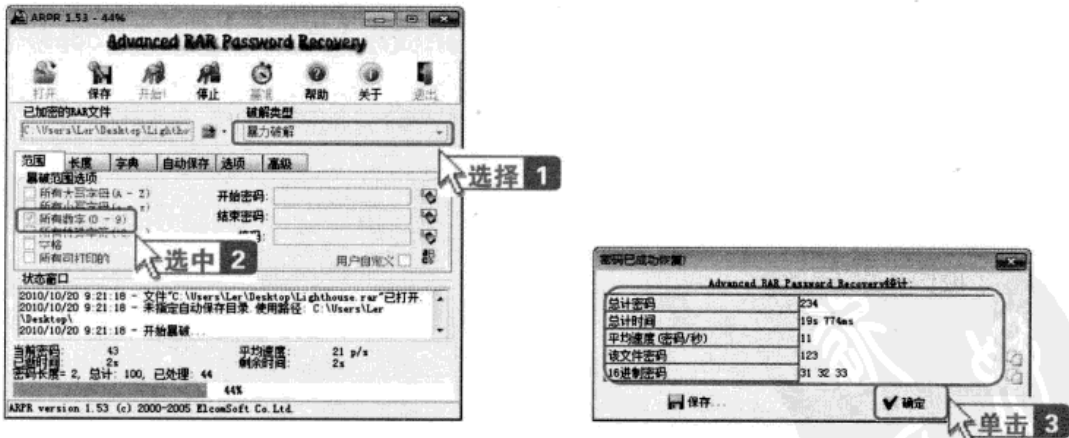 ARPR 1.53 - 44%
Advanced RAR Password Recovery
打开 保存 开始! 停止 基准 帮助 关于 退出
已加密的RAR文件 破解类型
C:\Users\Ler\Desktop\Lighthou 暴力破解
选择 1
范围 长度 字典 自动保存 选项 高级
暴破范围选项
所有大写字母(A - Z) 开始密码:
所有小写字母(a - z)
结束密码:
所有数字(0 - 9)
空格
所有可打印的 用户自定义
选中 2
状态窗口
2010/10/20 9:21:18 - 文件"C:\Users\Ler\Desktop\Lighthouse.rar"已打开.
2010/10/20 9:21:18 - 未指定自动保存目录.使用路径: C:\Users\Ler
\Desktop\
2010/10/20 9:21:18 - 开始暴破...
当前密码: 43 平均速度: 21 p/s
已想时间: 2s 剩余时间: 2s
密码长度= 2, 总计: 100, 已处理: 44
44%
ARPR version 1.53 (c) 2000-2005 ElcomSoft Co.Ltd.
密码已成功恢复!
Advanced RAR Password Recovery统计:
总计密码 234
总计时间 19s 774ms
平均速度(密码/秒) 11
该文件密码 123
16进制密码 31 32 33
保存... 确定
单击 3